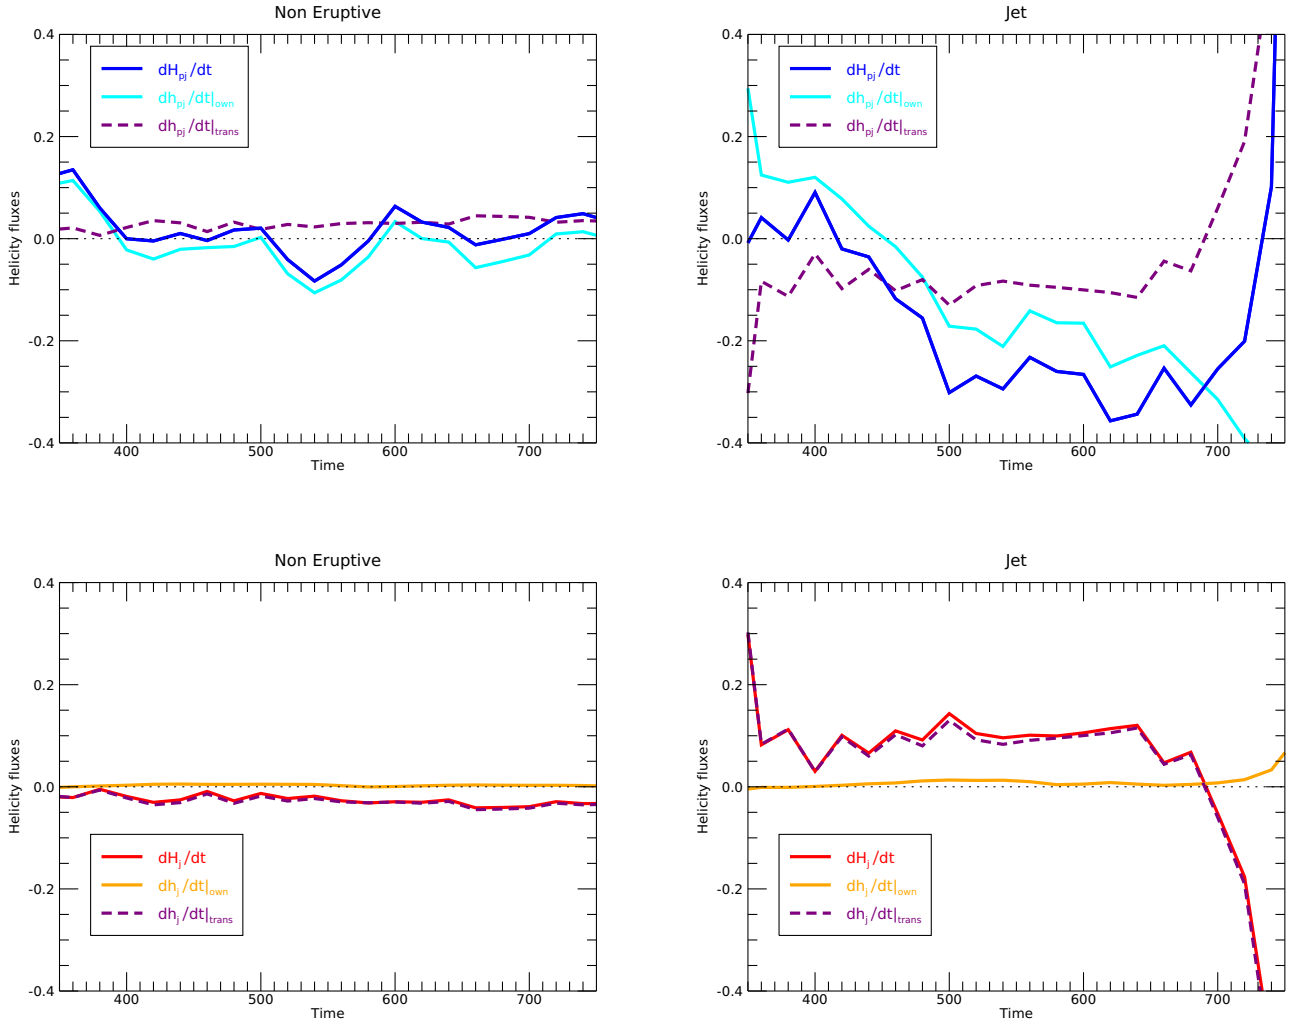 Non Eruptive
0.4
0.2
0.0
-0.2
-0.4
Helicity fluxes
dH_pj/dt
dh_pj/dt|_own
dh_pj/dt|_trans
400 500 600 700
Time
Jet
0.4
0.2
0.0
-0.2
-0.4
Helicity fluxes
dH_pj/dt
dh_pj/dt|_own
dh_pj/dt|_trans
400 500 600 700
Time
Non Eruptive
0.4
0.2
0.0
-0.2
-0.4
Helicity fluxes
dH_j/dt
dh_j/dt|_own
dh_j/dt|_trans
400 500 600 700
Time
Jet
0.4
0.2
0.0
-0.2
-0.4
Helicity fluxes
dH_j/dt
dh_j/dt|_own
dh_j/dt|_trans
400 500 600 700
Time